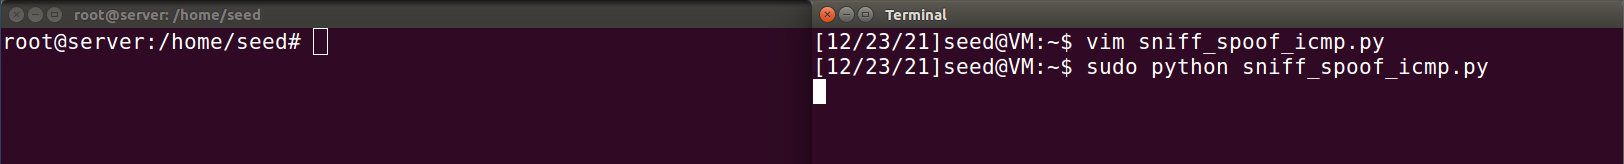 root@server: /home/seed
root@server:/home/seed#
Terminal
[12/23/21]seed@VM:~$ vim sniff_spoof_icmp.py
[12/23/21]seed@VM:~$ sudo python sniff_spoof_icmp.py